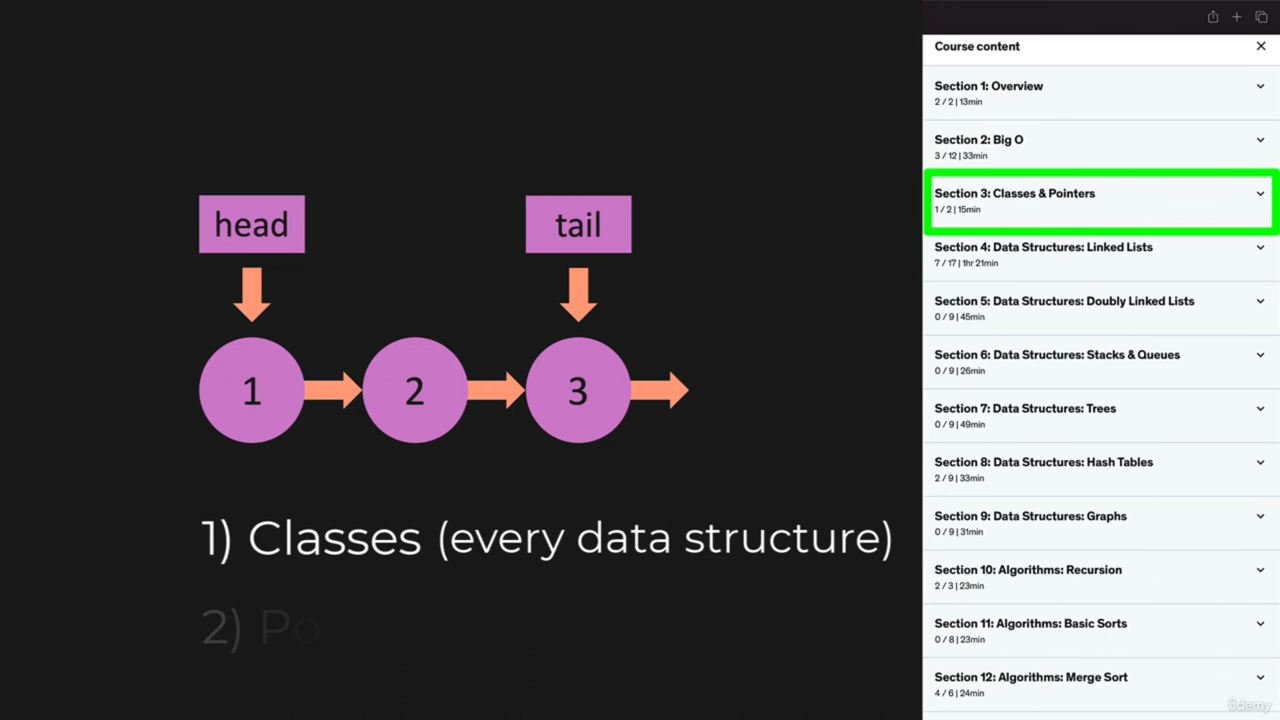 head
tail
1
2
3
1) Classes (every data structure)
2) Po
Course content
Section 1: Overview
2 / 2 | 13min
Section 2: Big O
3 / 12 | 33min
Section 3: Classes & Pointers
1 / 2 | 15min
Section 4: Data Structures: Linked Lists
7 / 17 | 1hr 21min
Section 5: Data Structures: Doubly Linked Lists
0 / 9 | 45min
Section 6: Data Structures: Stacks & Queues
0 / 9 | 26min
Section 7: Data Structures: Trees
0 / 9 | 49min
Section 8: Data Structures: Hash Tables
2 / 9 | 33min
Section 9: Data Structures: Graphs
0 / 9 | 31min
Section 10: Algorithms: Recursion
2 / 3 | 23min
Section 11: Algorithms: Basic Sorts
0 / 8 | 23min
Section 12: Algorithms: Merge Sort
4 / 6 | 24min
ûdemy